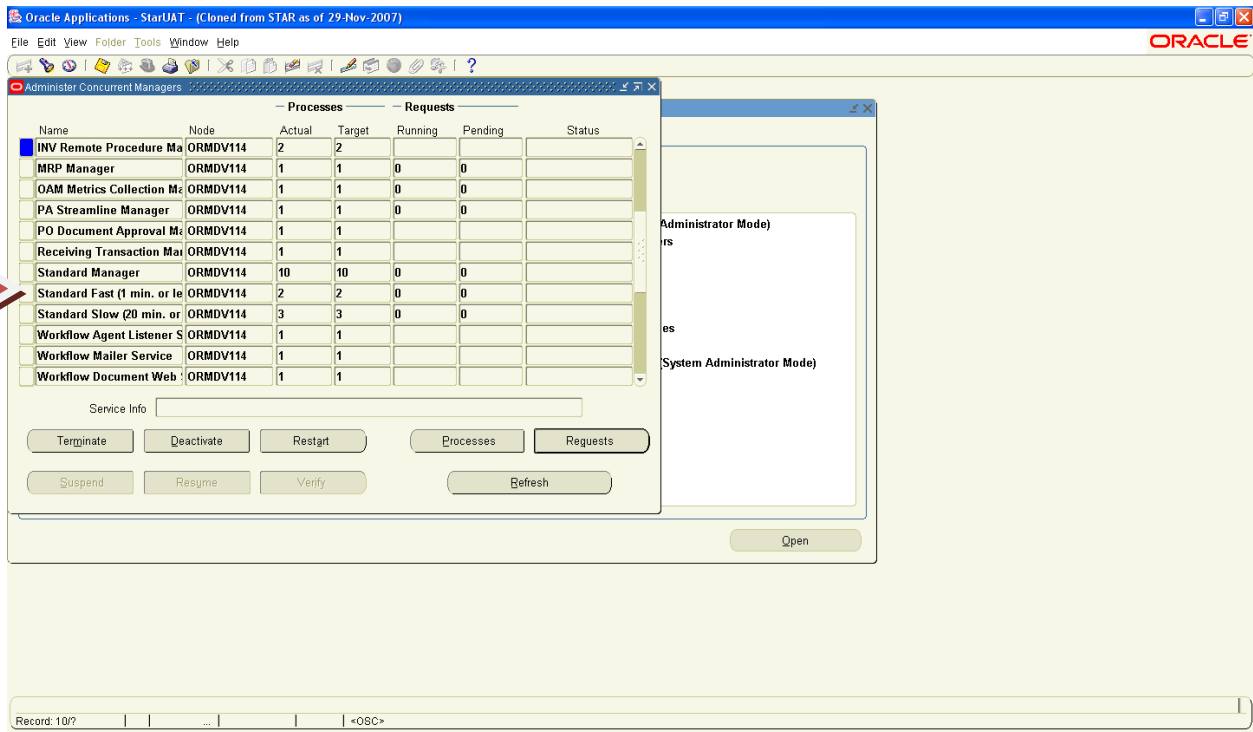 Oracle Applications - StarUAT - (Cloned from STAR as of 29-Nov-2007)
File Edit View Folder Tools Window Help
ORACLE
Administer Concurrent Managers
Processes Requests
Name Node Actual Target Running Pending Status
INV Remote Procedure Ma ORMDV114 2 2
MRP Manager ORMDV114 1 1 0 0
OAM Metrics Collection Ma ORMDV114 1 1 0 0
PA Streamline Manager ORMDV114 1 1 0 0
PO Document Approval Ma ORMDV114 1 1
Receiving Transaction Mar ORMDV114 1 1
Standard Manager ORMDV114 10 10 0 0
Standard Fast (1 min. or le ORMDV114 2 2 0 0
Standard Slow (20 min. or ORMDV114 3 3 0 0
Workflow Agent Listener S ORMDV114 1 1
Workflow Mailer Service ORMDV114 1 1
Workflow Document Web ORMDV114 1 1
Administrator Mode)
rs
es
(System Administrator Mode)
Service Info
Terminate Deactivate Restart Processes Requests
Suspend Resume Verify Refresh
Open
Record: 10/? ... <OSC>